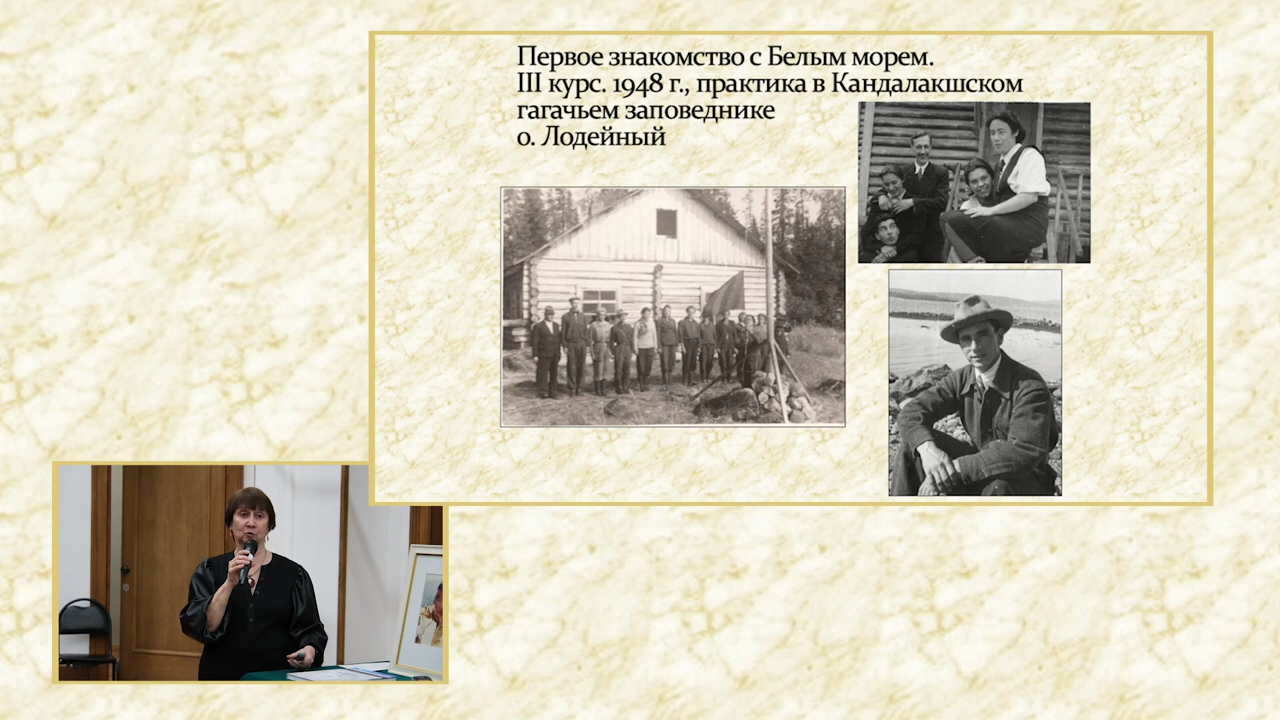 Первое знакомство с Белым морем.
III курс. 1948 г., практика в Кандалакшском
гагачьем заповеднике
о. Лодейный